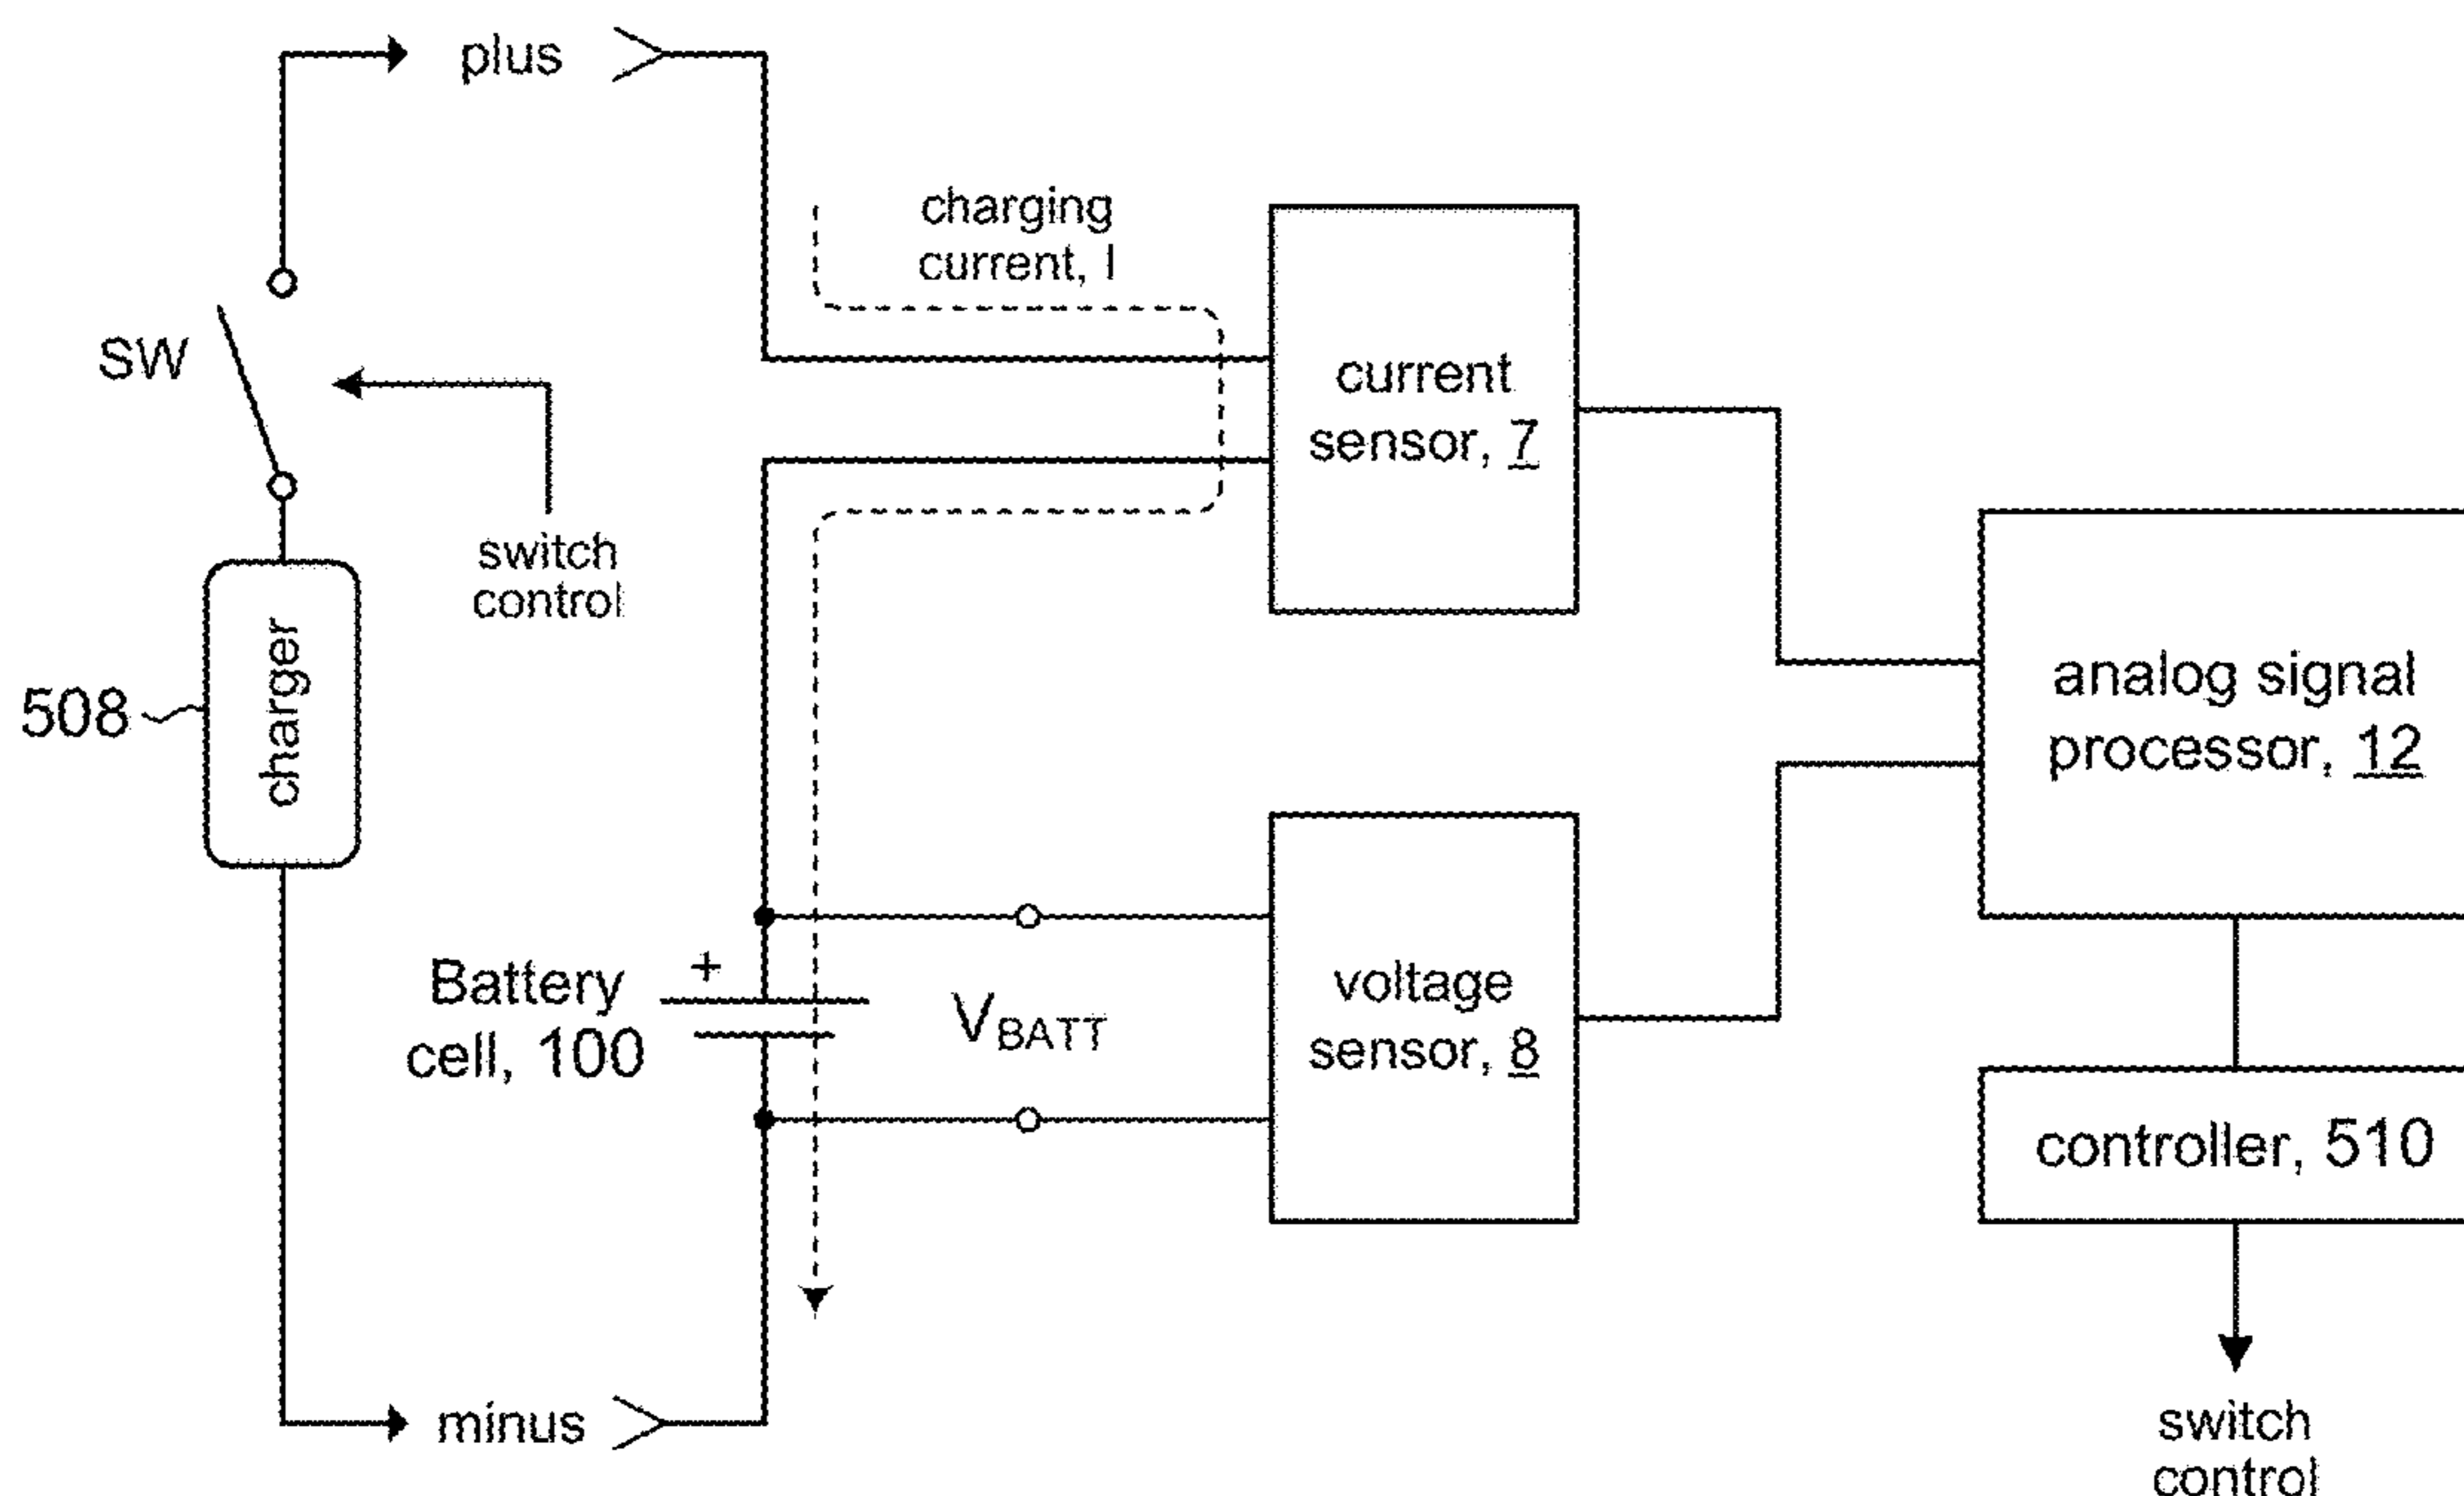 plus
charging
current, I
SW
current
sensor, 7
switch
control
analog signal
processor, 12
508
charger
Battery
cell, 100
+
VBATT
voltage
sensor, 8
controller, 510
minus
switch
control